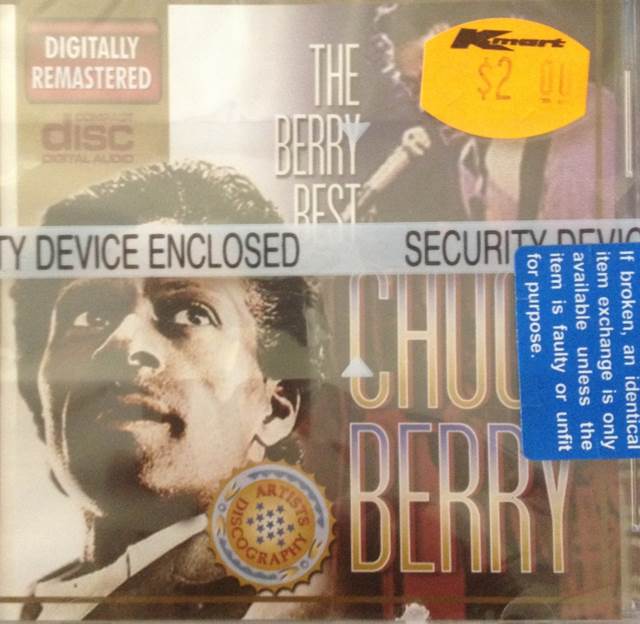 DIGITALLY
REMASTERED
COMPACT
disc
DIGITAL AUDIO
THE
BERRY
BEST
Kmart
$2
TY DEVICE ENCLOSED
SECURITY DEVIC
If broken, an identical
item exchange is only
available unless the
item is faulty or unfit
for purpose.
CHUC
BERRY
ARTISTS
DISCOGRAPHY